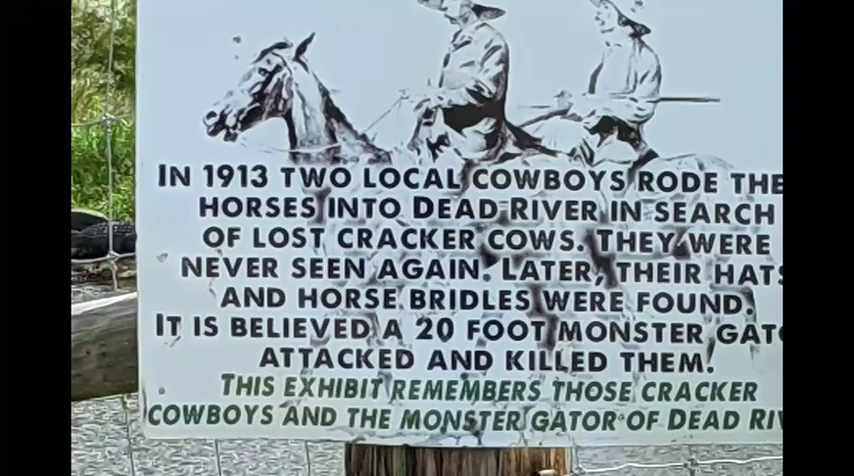 IN 1913 TWO LOCAL COWBOYS RODE THE
HORSES INTO DEAD RIVER IN SEARCH
OF LOST CRACKER COWS. THEY WERE
NEVER SEEN AGAIN. LATER, THEIR HATS
AND HORSE BRIDLES WERE FOUND.
IT IS BELIEVED A 20 FOOT MONSTER GAT
ATTACKED AND KILLED THEM.
THIS EXHIBIT REMEMBERS THOSE CRACKER
COWBOYS AND THE MONSTER GATOR OF DEAD RIV